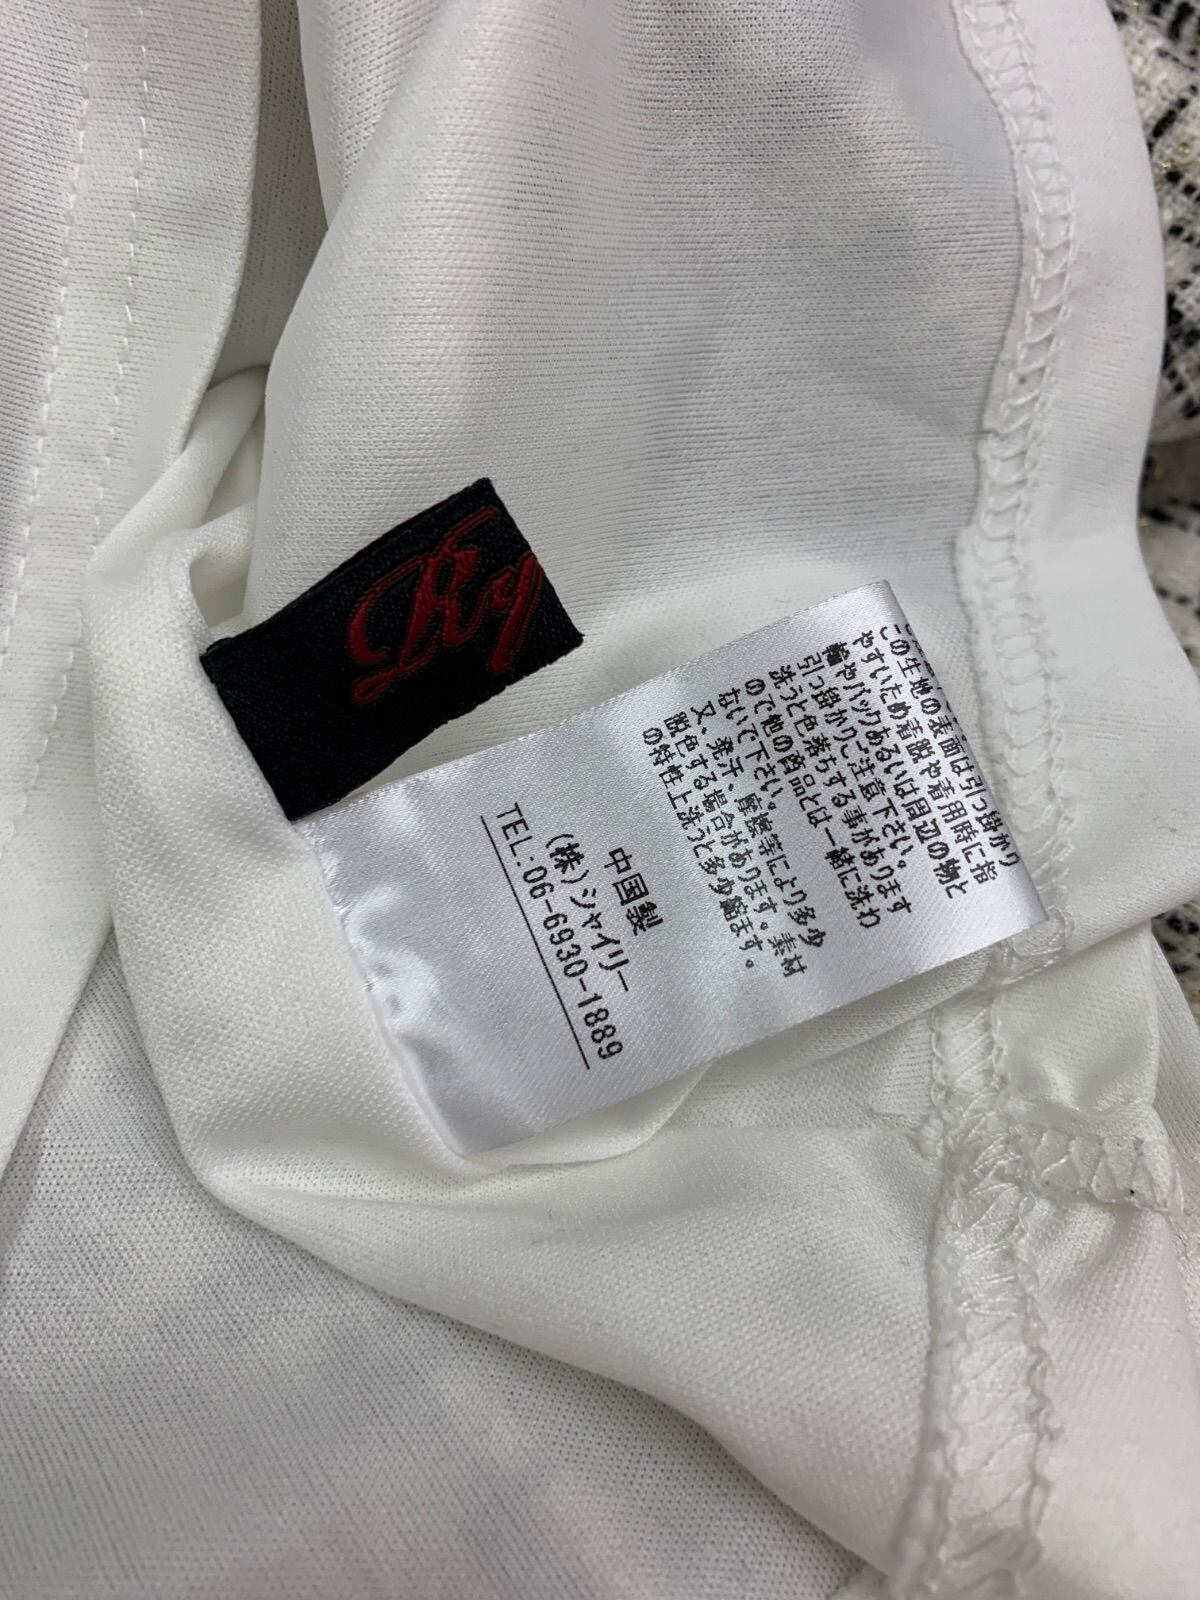 Ry
この生地の表面は引っ掛かり
やすいため着脱や着用時に指
輪やバックあるいは周辺の物と
引っ掛かりご注意下さい。
洗うと色落ちする事があります
ので他の商品とは一緒に洗わ
ないで下さい。
又、発汗、摩擦等により多少
脱色する場合があります。素材
の特性上洗うと多少縮ます。
中国製
(株)シャイリー
TEL:06-6930-1889